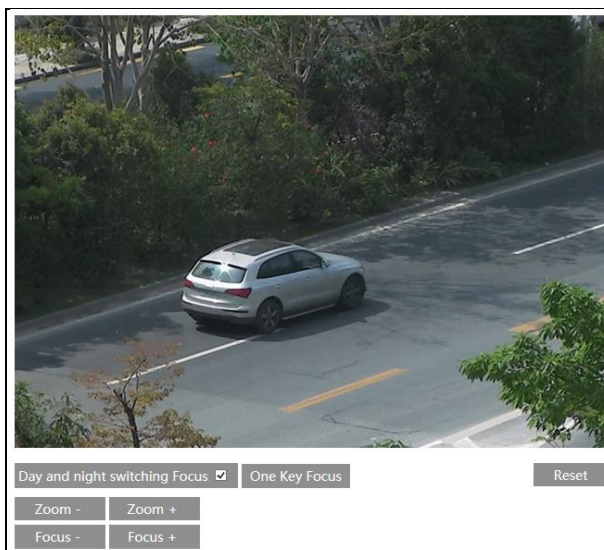 Day and night switching Focus One Key Focus Reset
Zoom - Zoom +
Focus - Focus +